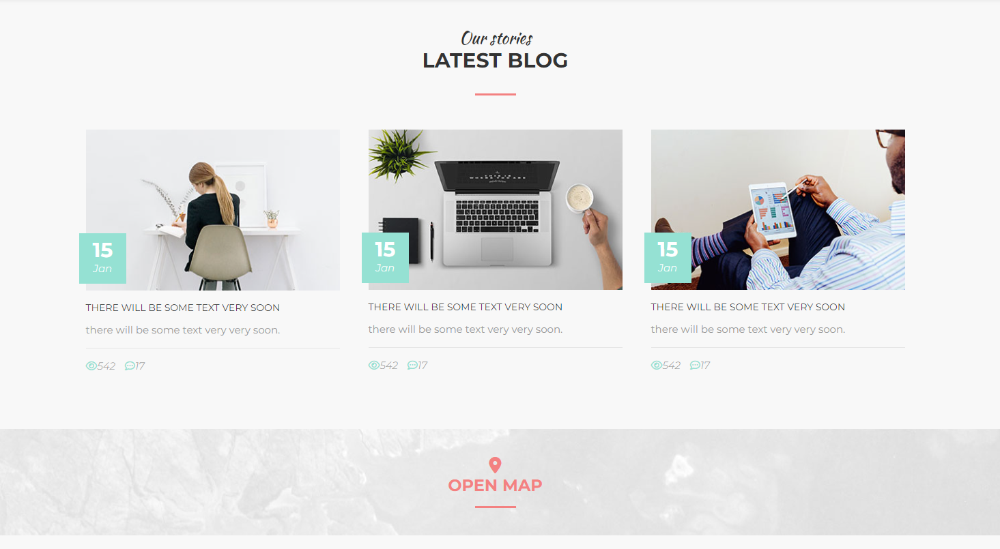 Our stories
LATEST BLOG
15
Jan
THERE WILL BE SOME TEXT VERY SOON
there will be some text very very soon.
542 17
15
Jan
THERE WILL BE SOME TEXT VERY SOON
there will be some text very very soon.
542 17
15
Jan
THERE WILL BE SOME TEXT VERY SOON
there will be some text very very soon.
542 17
OPEN MAP